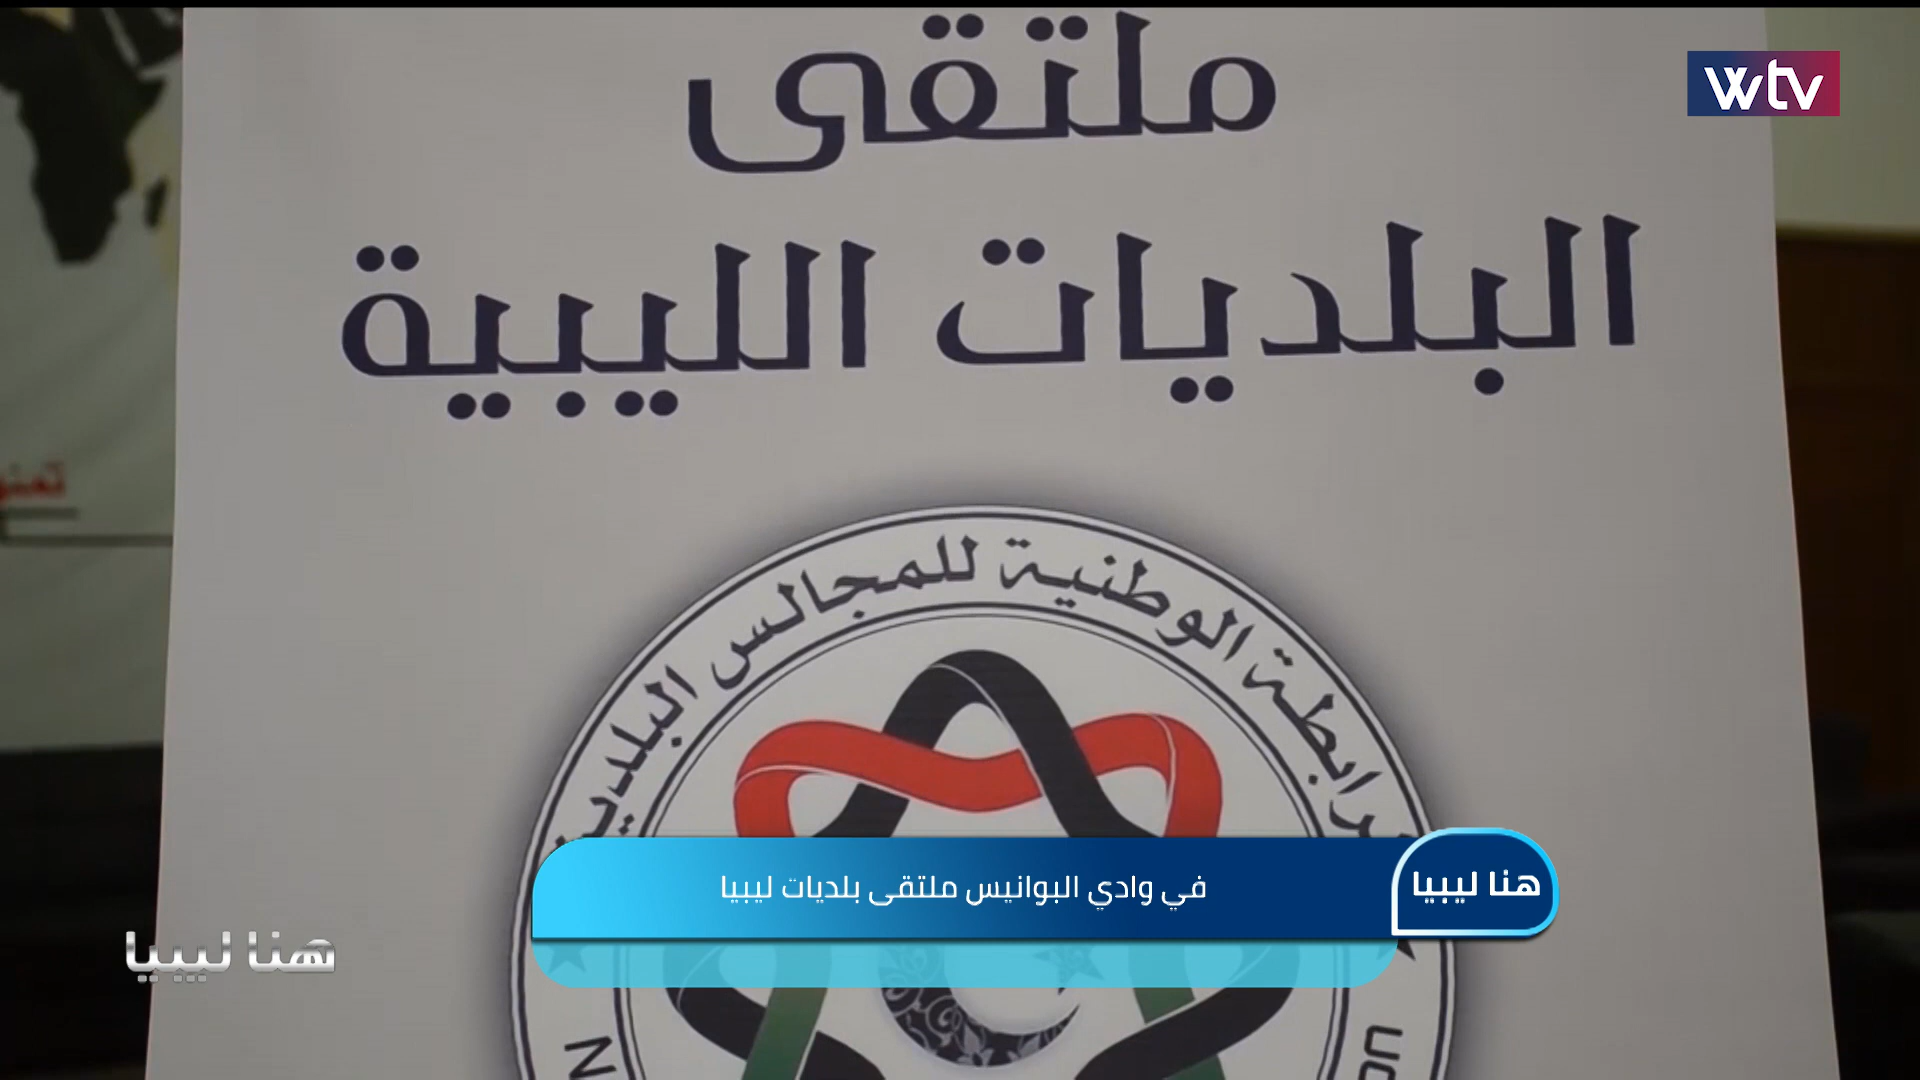 ملتقى
البلديات الليبية
wtv
الرابطة الوطنية للمجالس البلدية
هنا ليبيا
في وادي البوانيس ملتقى بلديات ليبيا
هنا ليبيا